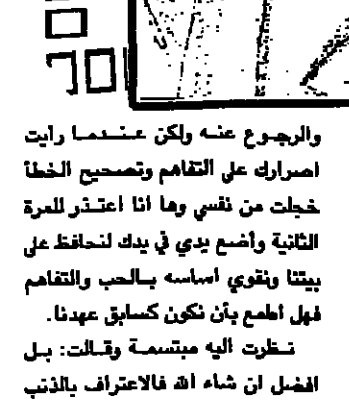 والرجوع عنه ولكن عندما رايت
اصرارك على التفاهم وتصحيح الخطأ
خجلت من نفسي وها انا اعتذر للمرة
الثانية وأضع يدي في يدك لنحافظ على
بيتنا ونقوي اساسه بالحب والتفاهم
فهل اطمع بأن نكون كسابق عهدنا.
نظرت اليه مبتسمة وقالت: بل
افضل ان شاء الله فالاعتراف بالذنب